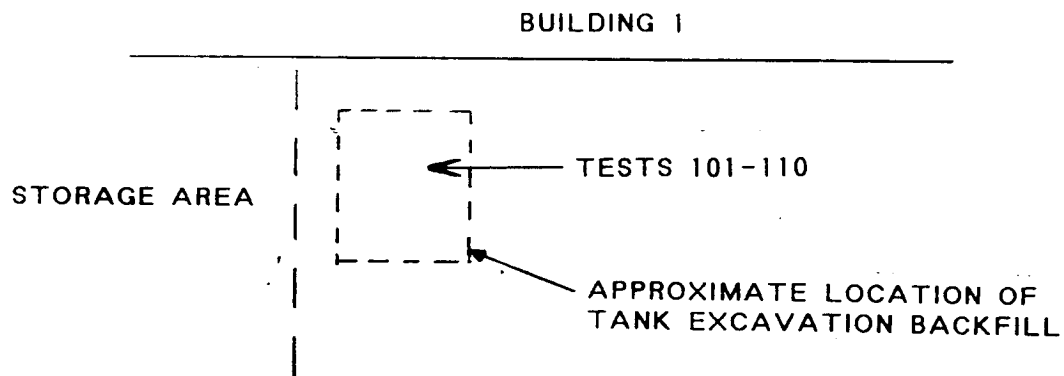 BUILDING 1
TESTS 101-110
STORAGE AREA
APPROXIMATE LOCATION OF
TANK EXCAVATION BACKFILL